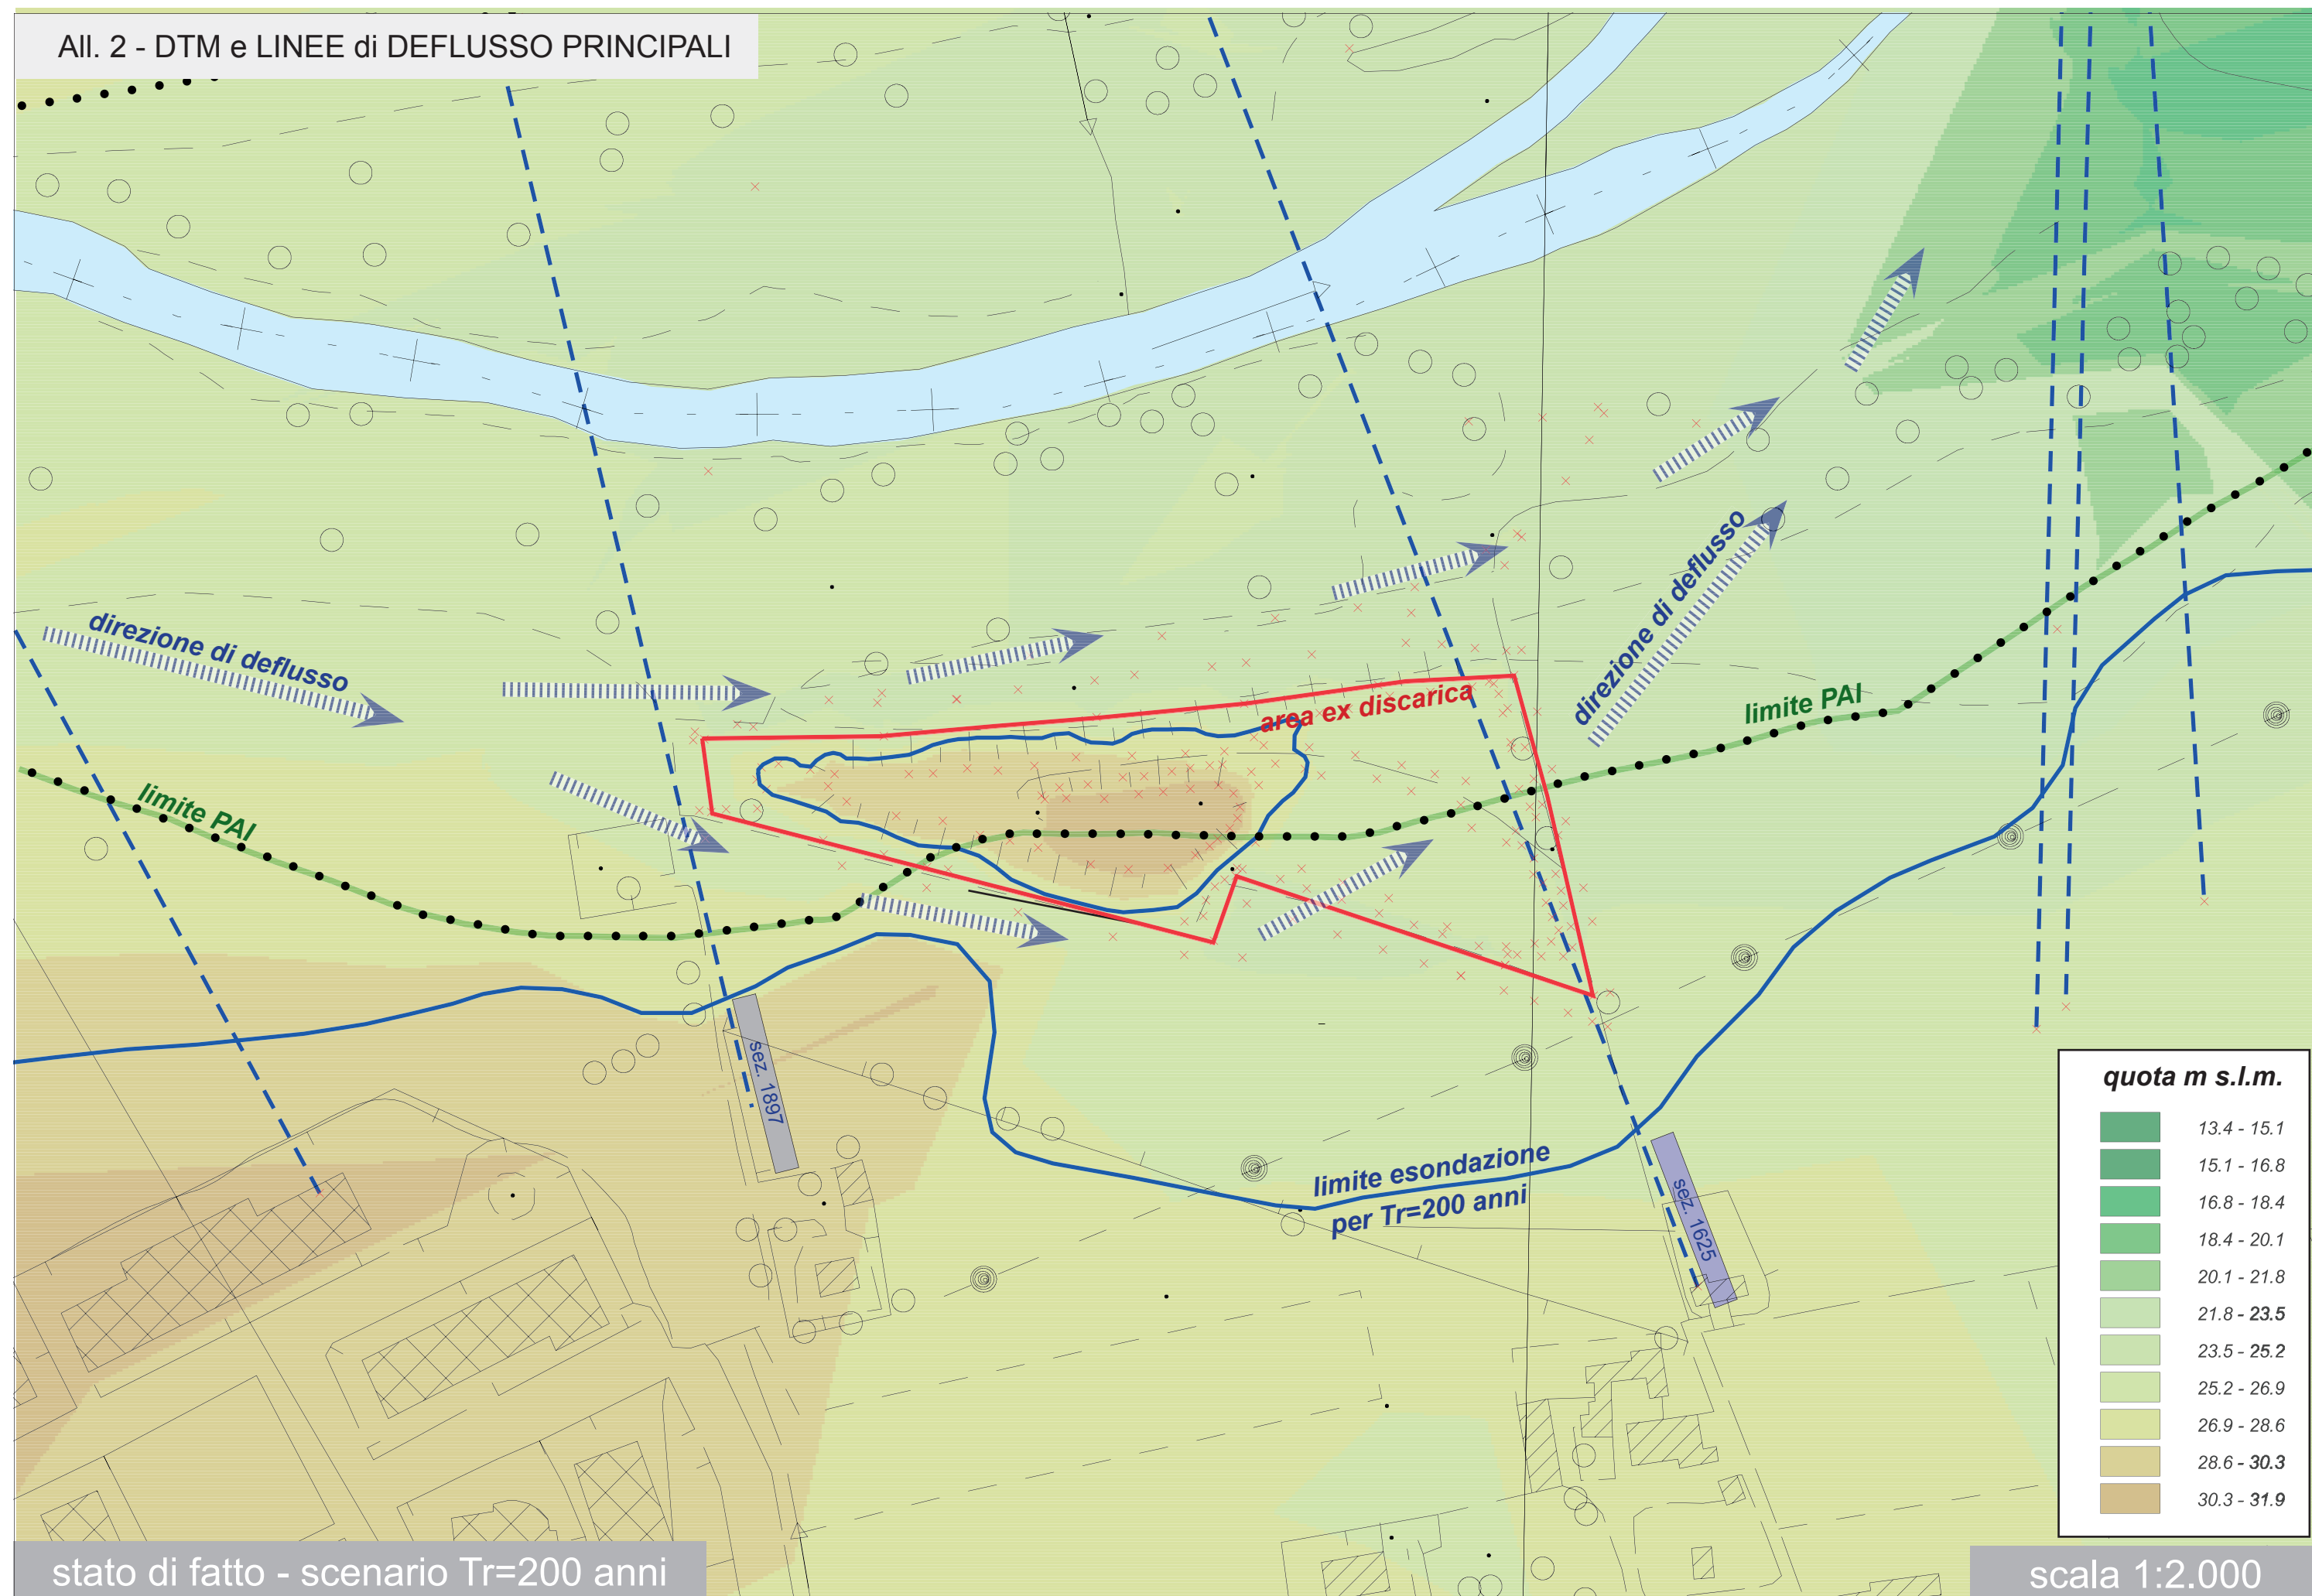 All. 2 - DTM e LINEE di DEFLUSSO PRINCIPALI
direzione di deflusso
direzione di deflusso
area ex discarica
limite PAI
limite PAI
sez. 1897
limite esondazione
per Tr=200 anni
sez. 1625
quota m s.l.m.
13.4 - 15.1
15.1 - 16.8
16.8 - 18.4
18.4 - 20.1
20.1 - 21.8
21.8 - 23.5
23.5 - 25.2
25.2 - 26.9
26.9 - 28.6
28.6 - 30.3
30.3 - 31.9
stato di fatto - scenario Tr=200 anni
scala 1:2.000